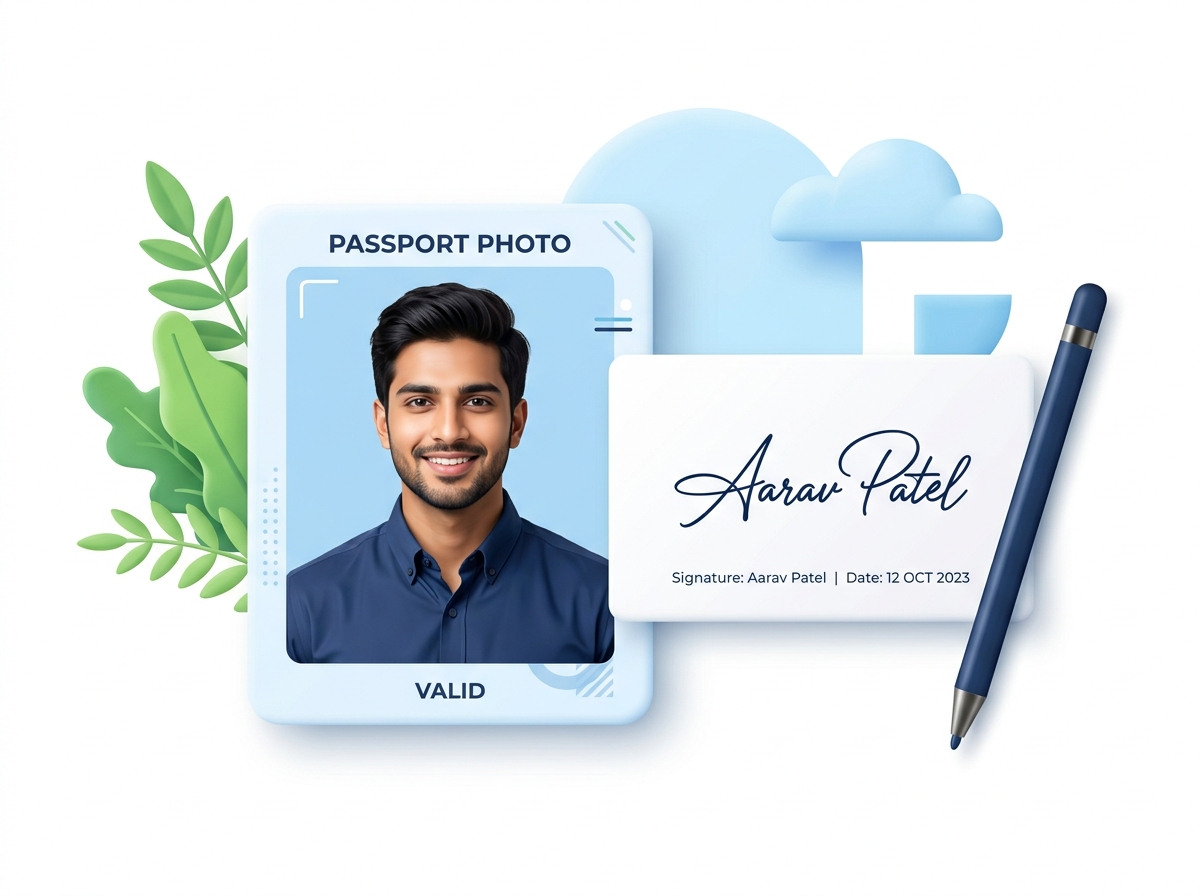 PASSPORT PHOTO
VALID
Aarav Patel
Signature: Aarav Patel | Date: 12 OCT 2023